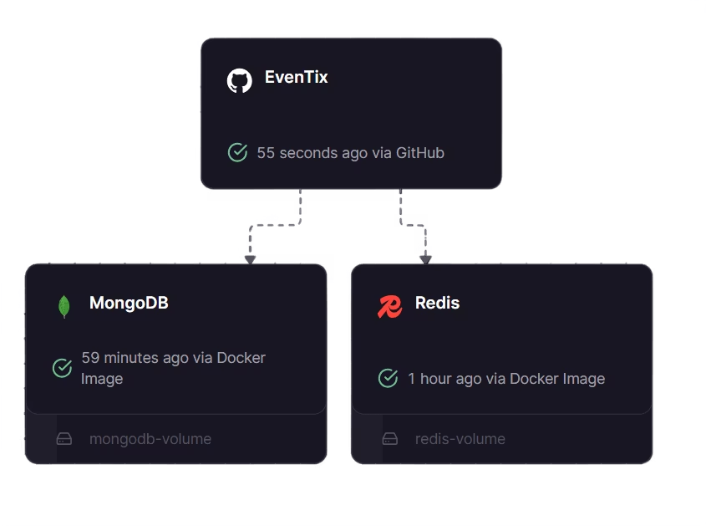 EvenTix
55 seconds ago via GitHub
MongoDB
59 minutes ago via Docker
Image
mongodb-volume
Redis
1 hour ago via Docker Image
redis-volume